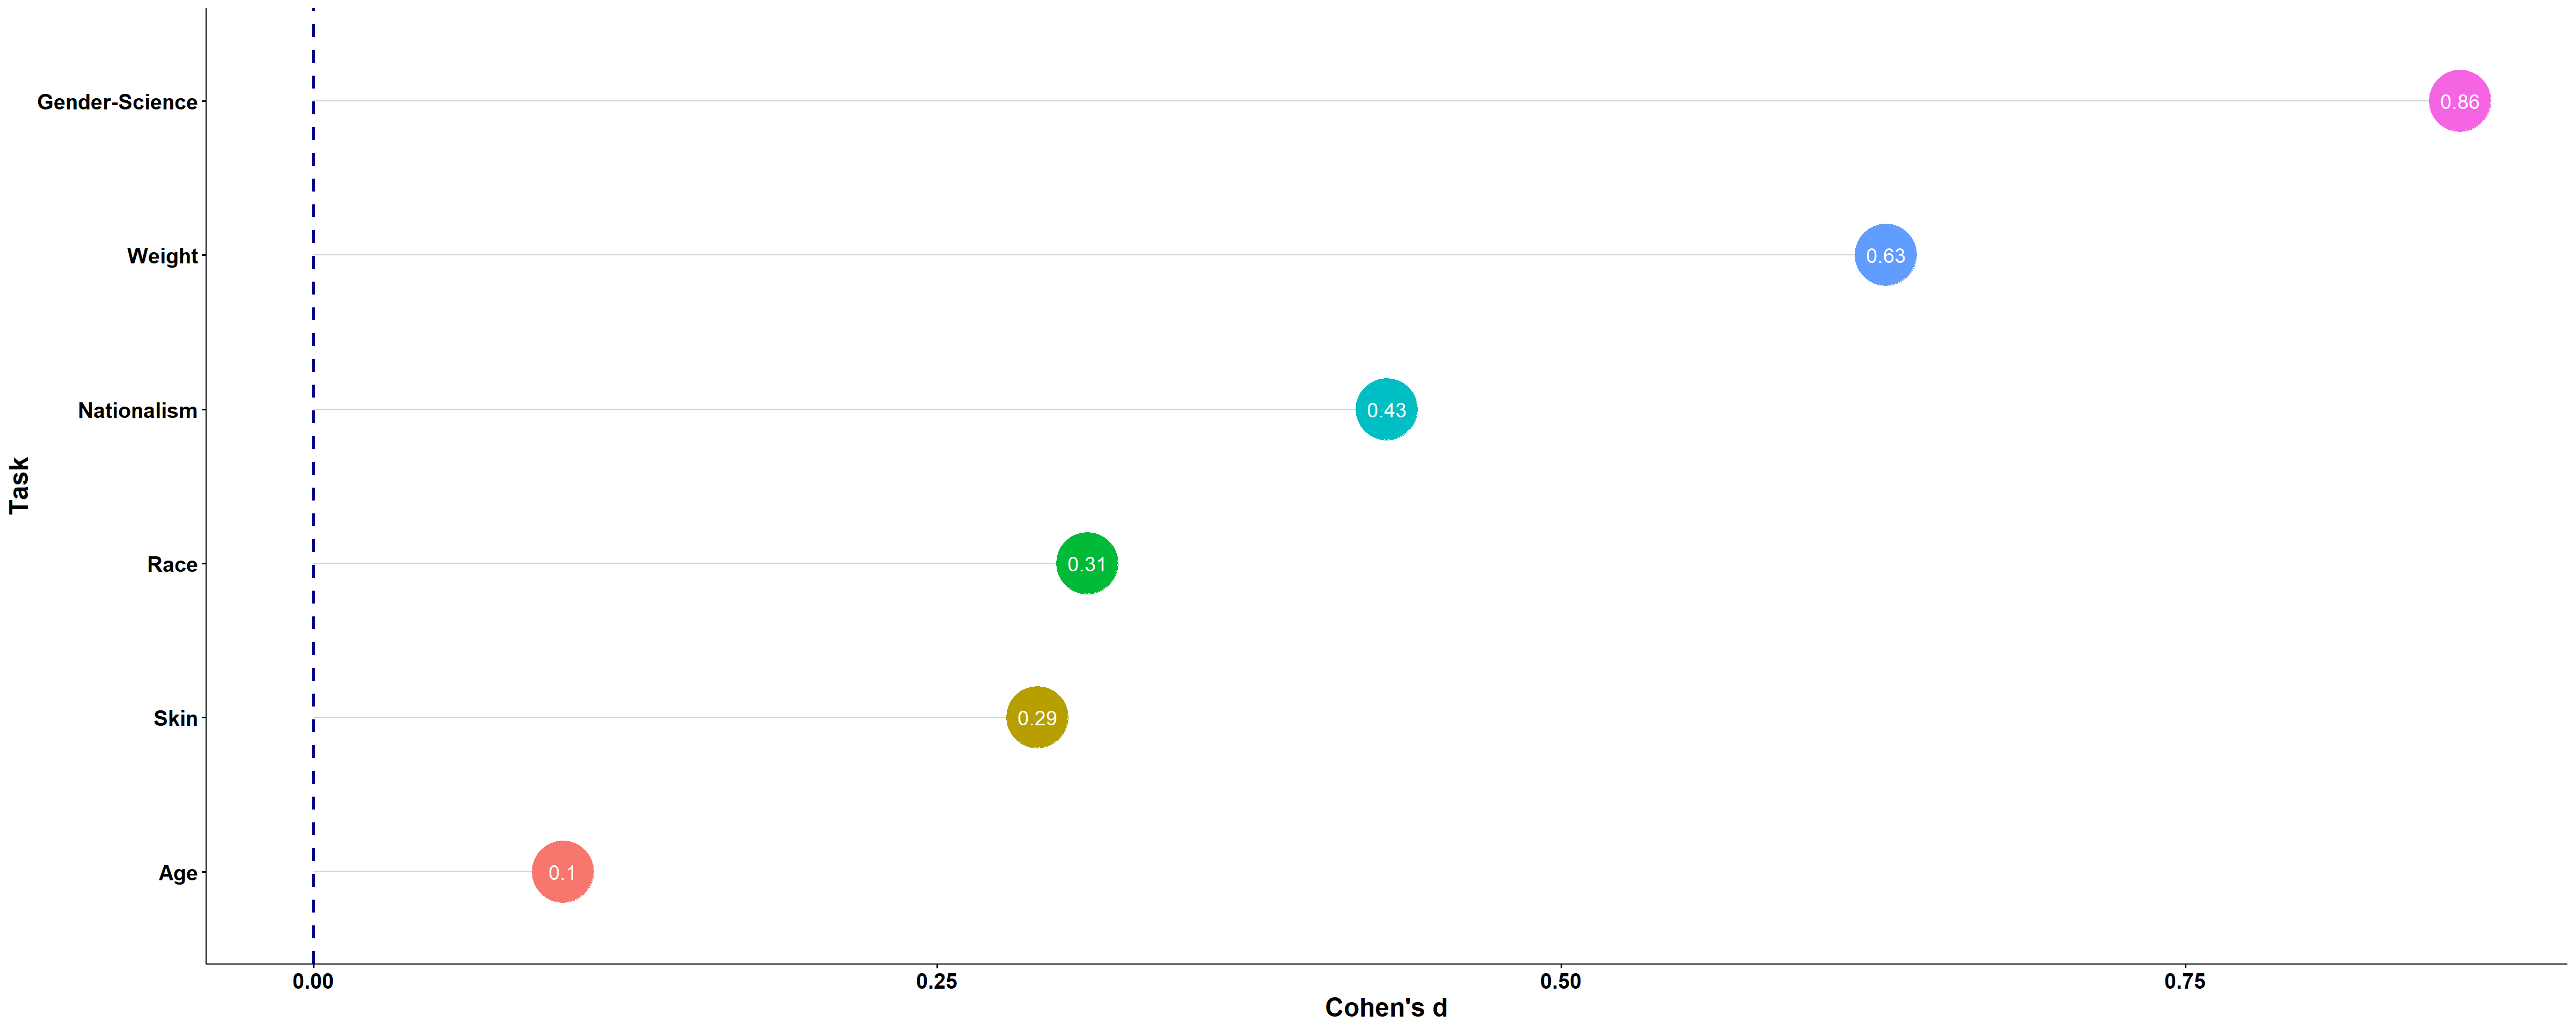 Gender-Science 0.86
Weight 0.63
Nationalism 0.43
Task
Race 0.31
Skin 0.29
Age 0.1
0.00 0.25 0.50 0.75
Cohen's d